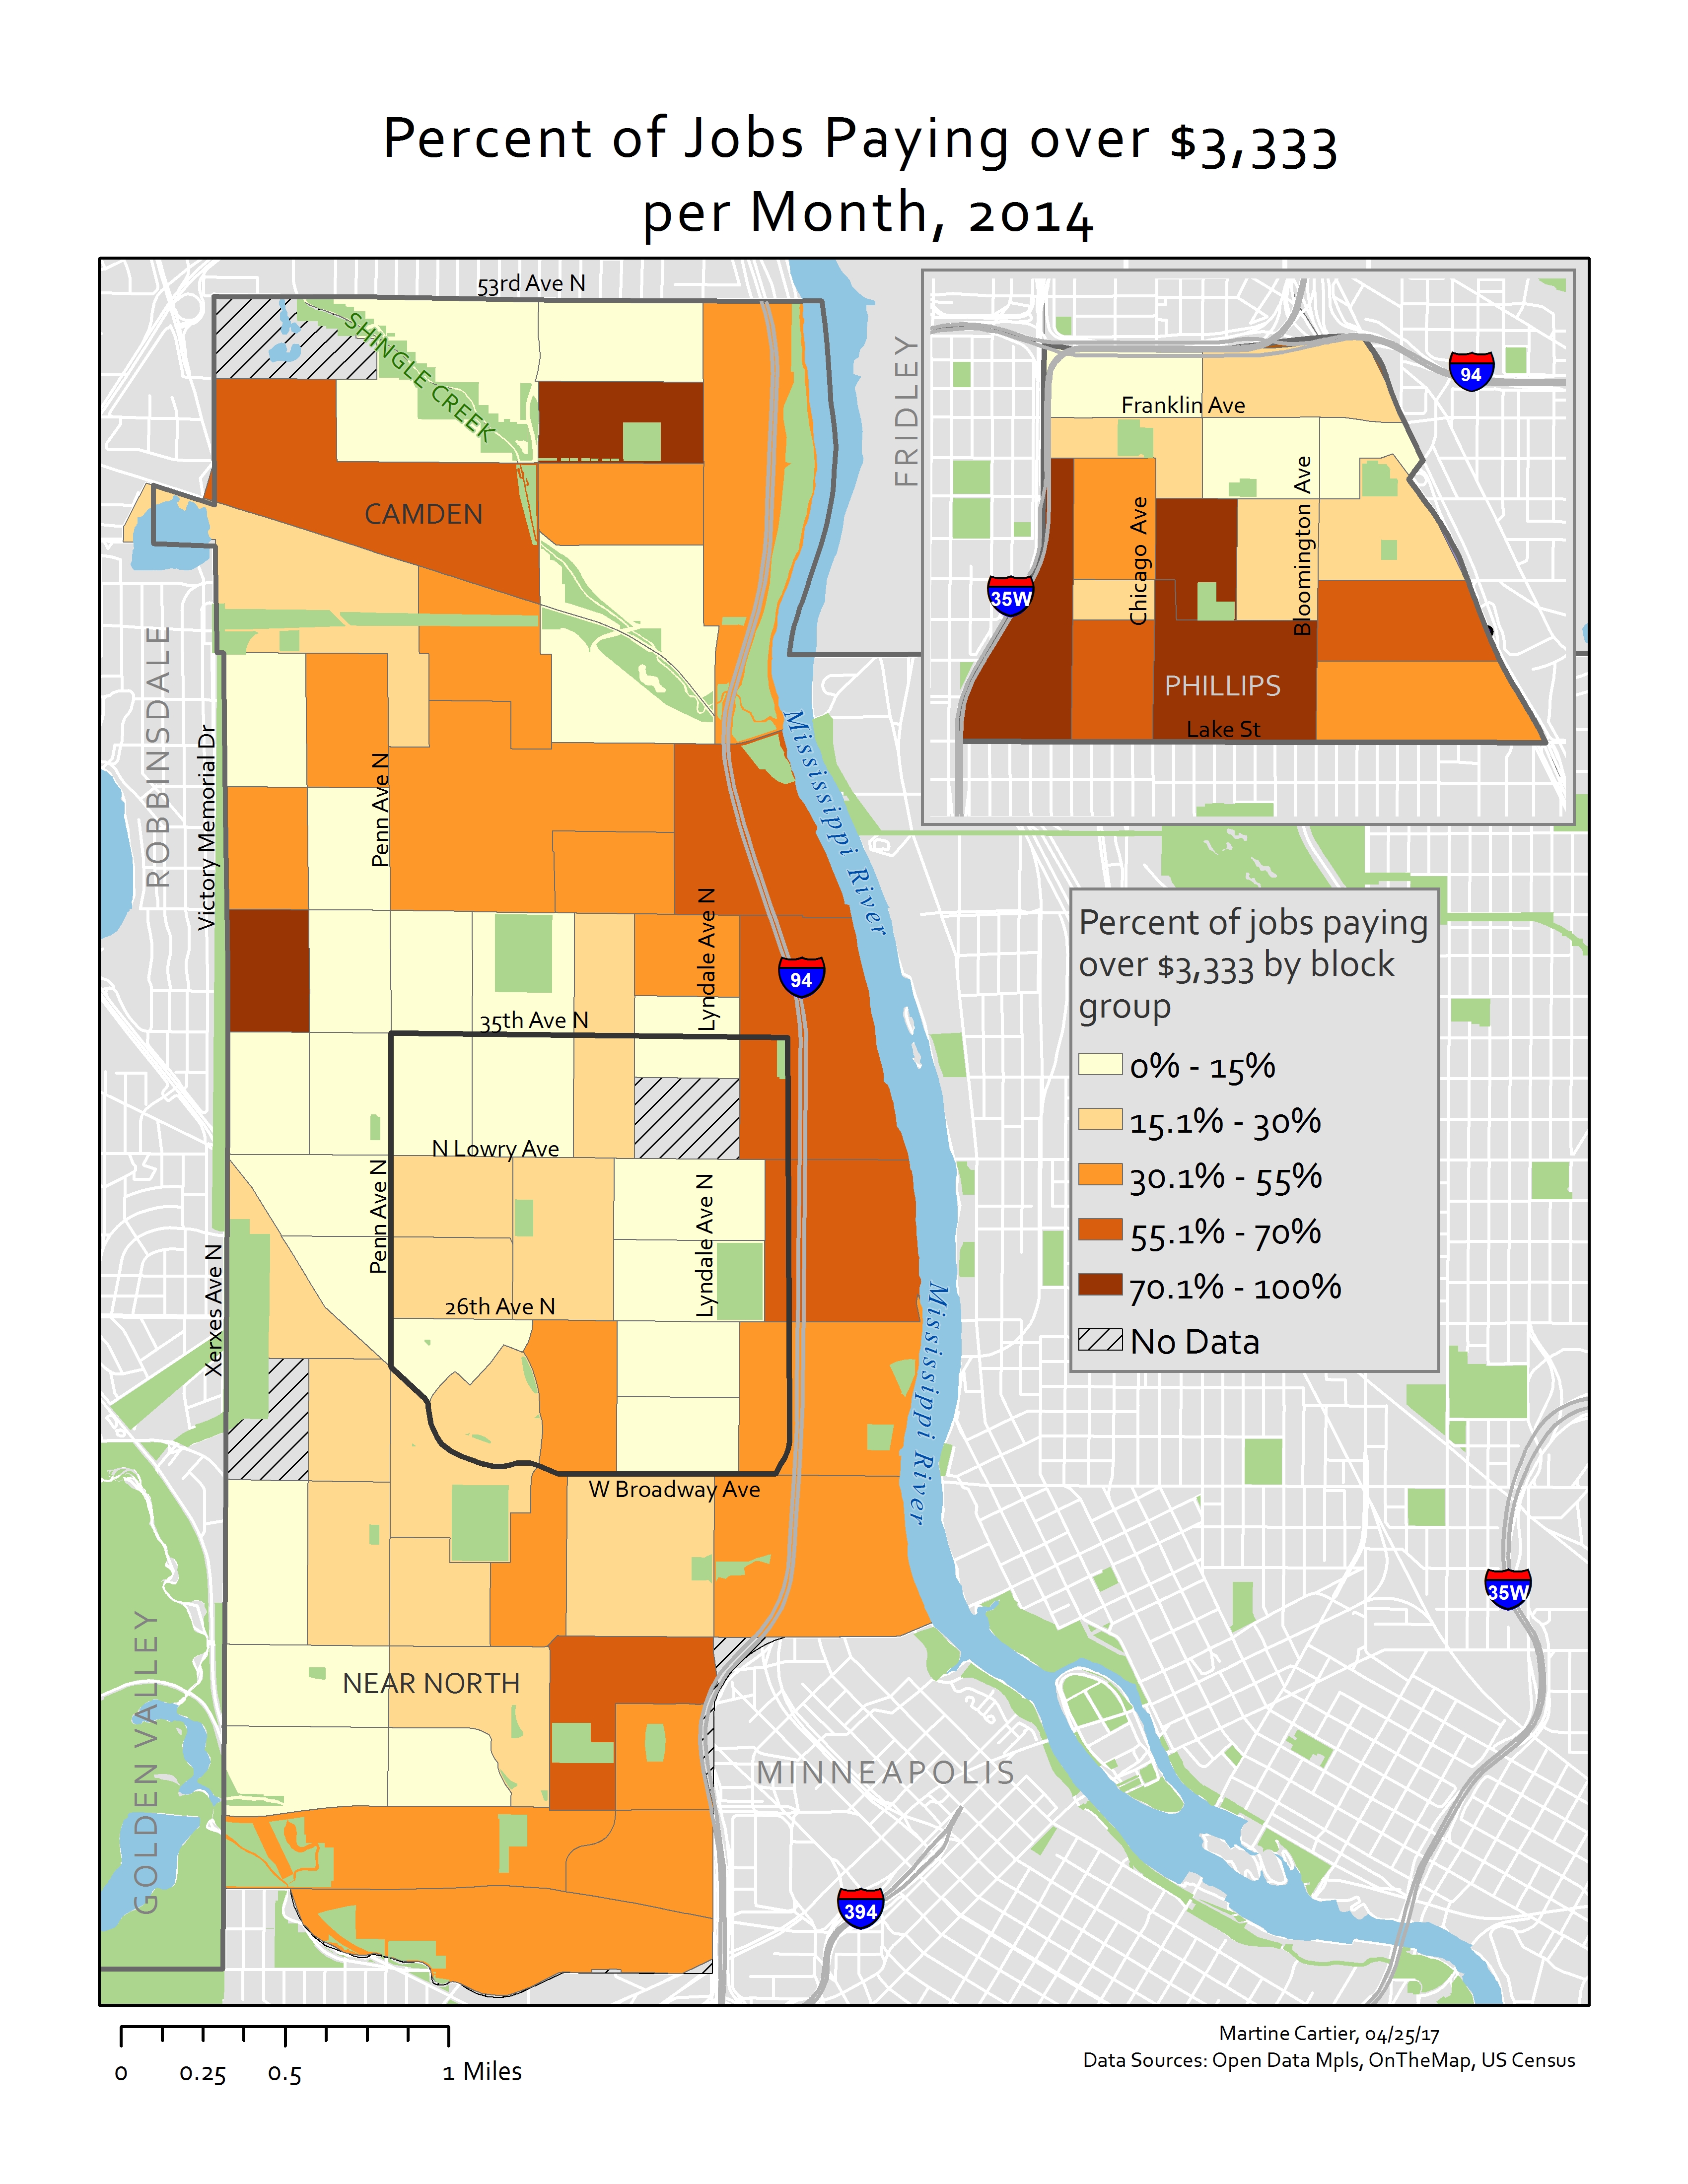 Percent of Jobs Paying over $3,333
per Month, 2014
53rd Ave N
SHINGLE CREEK
FRIDLEY
94
Franklin Ave
CAMDEN
35W
Chicago Ave
Bloomington Ave
PHILLIPS
Lake St
ROBBINSDALE
Victory Memorial Dr
Penn Ave N
Mississippi River
Lyndale Ave N
94
35th Ave N
N Lowry Ave
Penn Ave N
Lyndale Ave N
Xerxes Ave N
26th Ave N
Mississippi River
W Broadway Ave
Percent of jobs paying
over $3,333 by block
group
0% - 15%
15.1% - 30%
30.1% - 55%
55.1% - 70%
70.1% - 100%
No Data
35W
GOLDEN VALLEY
NEAR NORTH
MINNEAPOLIS
394
0 0.25 0.5 1 Miles
Martine Cartier, 04/25/17
Data Sources: Open Data Mpls, OnTheMap, US Census